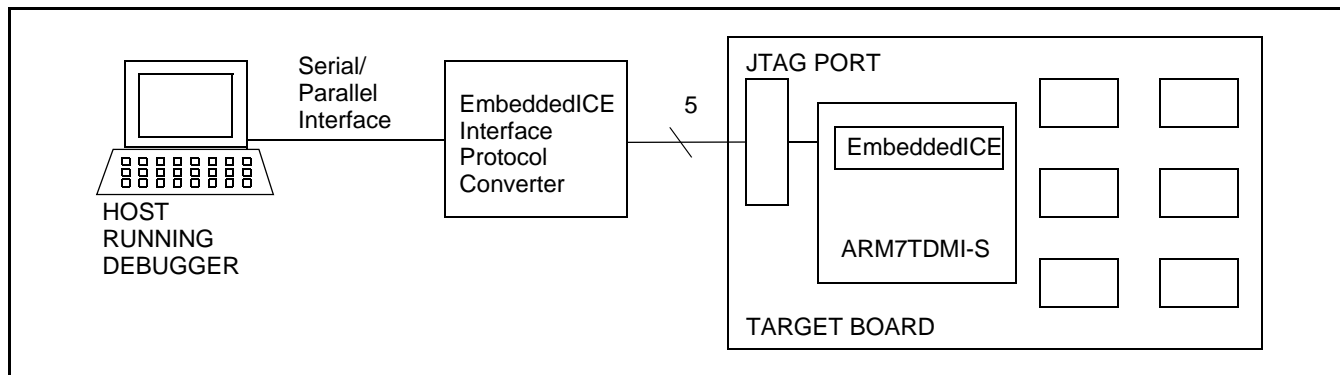 Serial/
Parallel
Interface
HOST
RUNNING
DEBUGGER
EmbeddedICE
Interface
Protocol
Converter
5
JTAG PORT
EmbeddedICE
ARM7TDMI-S
TARGET BOARD